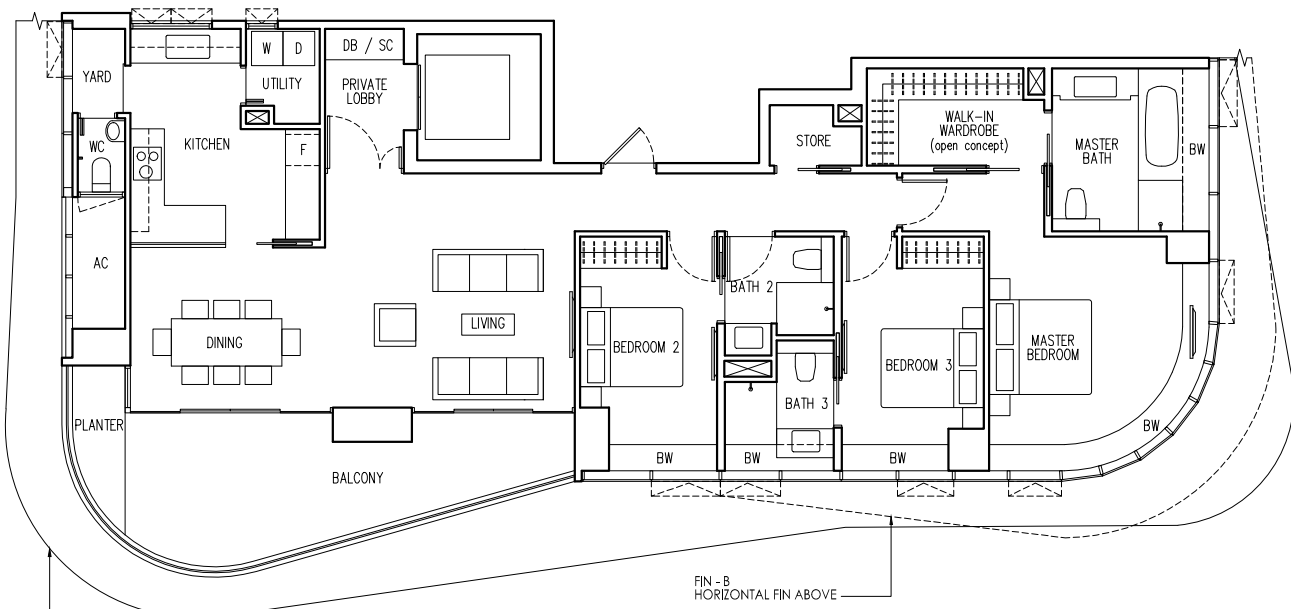 DB / SC
W D
UTILITY
YARD
PRIVATE
LOBBY
WC
KITCHEN
F
STORE
WALK-IN
WARDROBE
(open concept)
MASTER
BATH
BW
AC
BATH 2
LIVING
DINING
BEDROOM 2
BEDROOM 3
MASTER
BEDROOM
BATH 3
PLANTER
BW
BW
BW
BW
BALCONY
FIN - B
HORIZONTAL FIN ABOVE